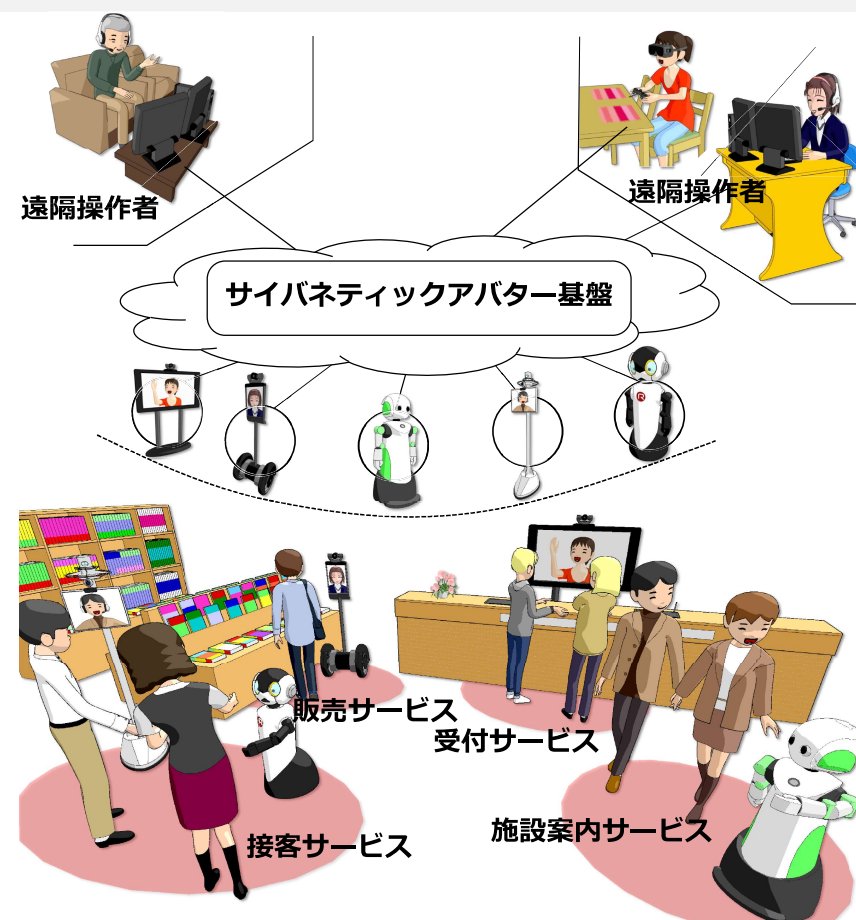 遠隔操作者
遠隔操作者
サイバネティックアバター基盤
販売サービス
受付サービス
施設案内サービス
接客サービス